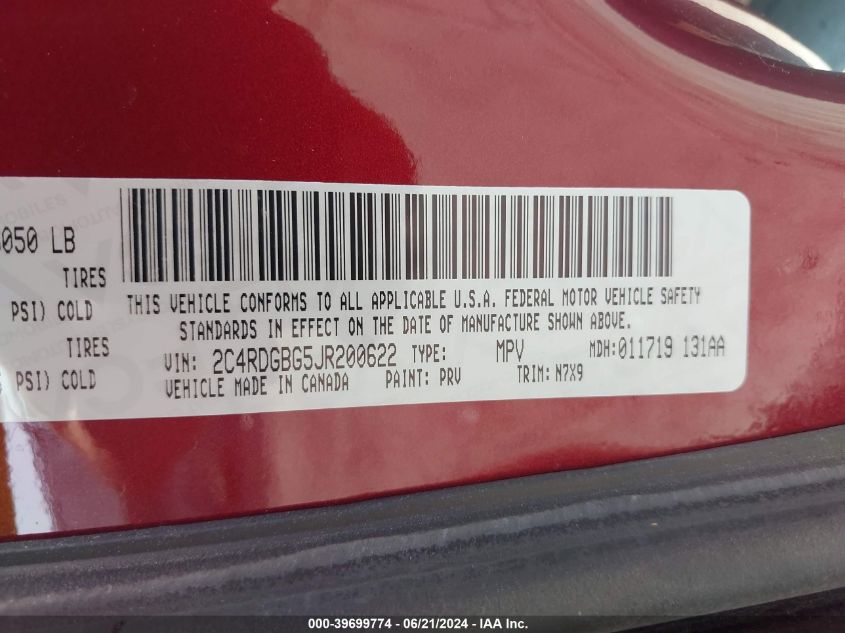 050 LB
TIRES
PSI) COLD
TIRES
PSI) COLD
THIS VEHICLE CONFORMS TO ALL APPLICABLE U.S.A. FEDERAL MOTOR VEHICLE SAFETY
STANDARDS IN EFFECT ON THE DATE OF MANUFACTURE SHOWN ABOVE.
VIN: 2C4RDGBG5JR200622 TYPE: MPV MDH:011719 131AA
VEHICLE MADE IN CANADA PAINT: PRV TRIM:N7X9
000-39699774 / 06/21/2024 - IAA Inc.